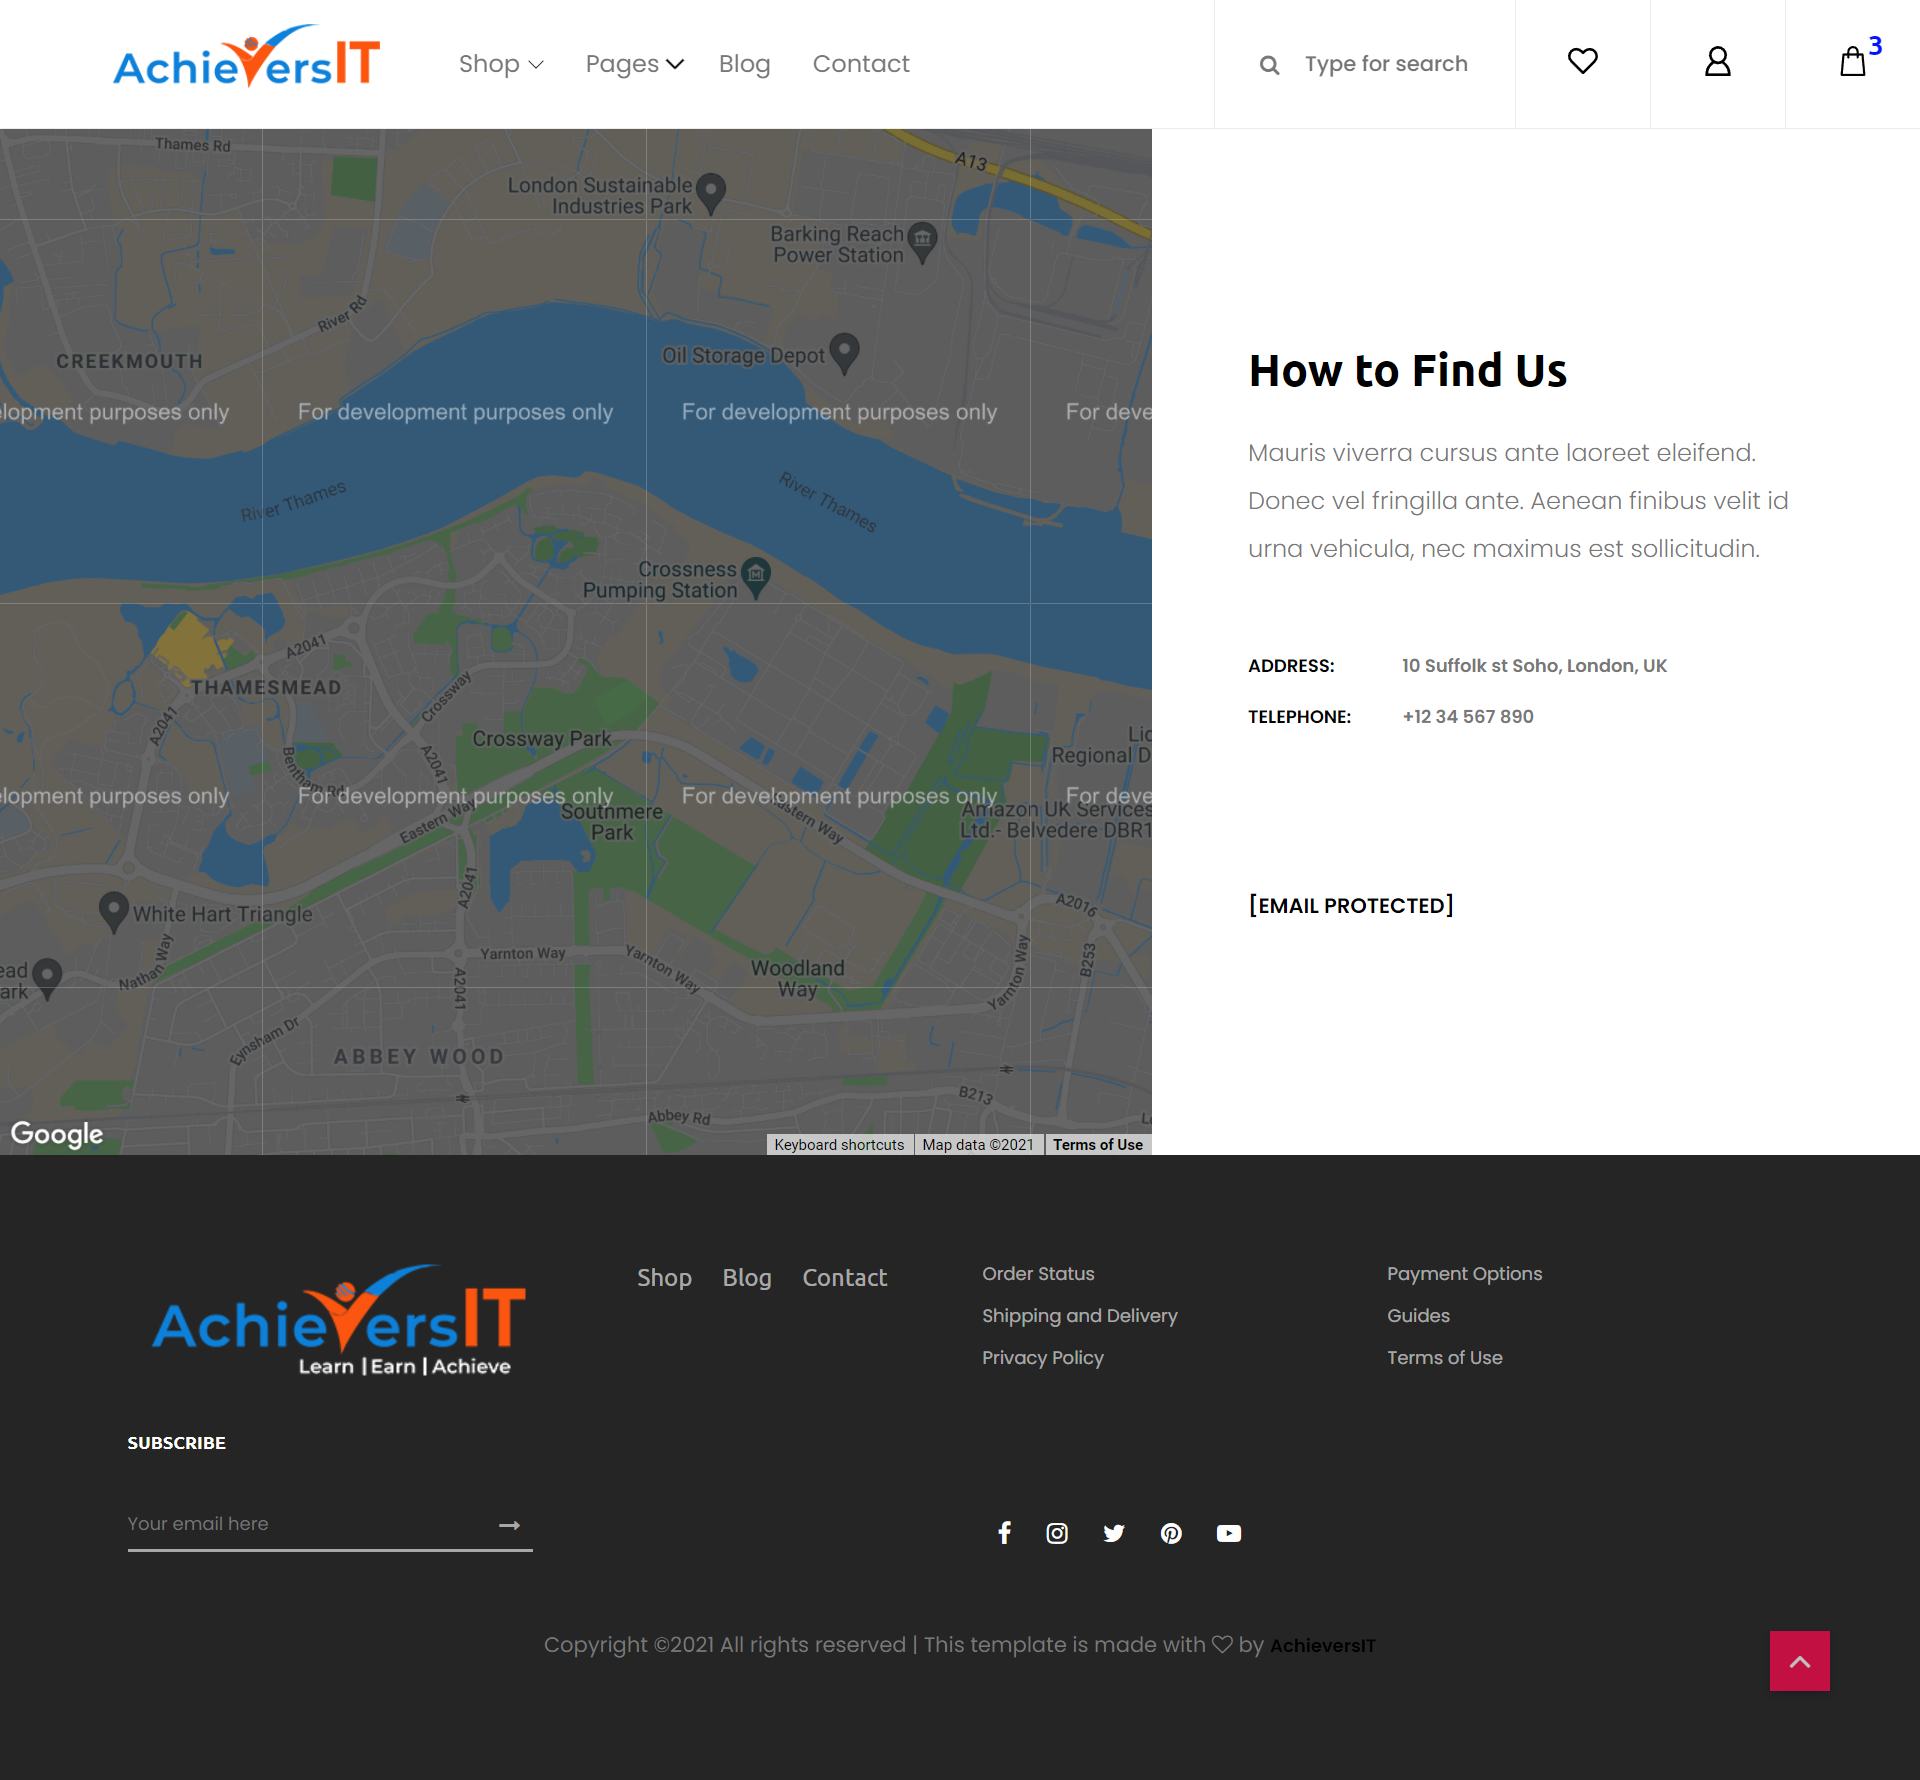 AchieversIT
Shop
Pages
Blog
Contact
Type for search
3
Thames Rd
London Sustainable
Industries Park
A13
Barking Reach
Power Station
River Rd
CREEKMOUTH
Oil Storage Depot
elopment purposes only
For development purposes only
For development purposes only
For deve
River Thames
River Thames
Crossness
Pumping Station
A2041
THAMESMEAD
Crossway
A2041
A2041
Crossway Park
Bentham Rd
Regional D
elopment purposes only
For development purposes only
For development purposes only
For deve
Eastern Way
Eastern Way
Southmere
Park
Amazon UK Services
Ltd.- Belvedere DBR1
A2041
A2016
White Hart Triangle
Nathan Way
Yarnton Way
Yarnton Way
Yarnton Way
B253
Woodland
Way
ead
ark
A2041
Eynsham Dr
ABBEY WOOD
B213
Abbey Rd
Google
Keyboard shortcuts
Map data ©2021
Terms of Use
How to Find Us
Mauris viverra cursus ante laoreet eleifend.
Donec vel fringilla ante. Aenean finibus velit id
urna vehicula, nec maximus est sollicitudin.
ADDRESS: 10 Suffolk st Soho, London, UK
TELEPHONE: +12 34 567 890
[EMAIL PROTECTED]
AchieversIT
Learn | Earn | Achieve
Shop Blog Contact
Order Status
Shipping and Delivery
Privacy Policy
Payment Options
Guides
Terms of Use
SUBSCRIBE
Your email here
Copyright ©2021 All rights reserved | This template is made with ♡ by AchieversIT